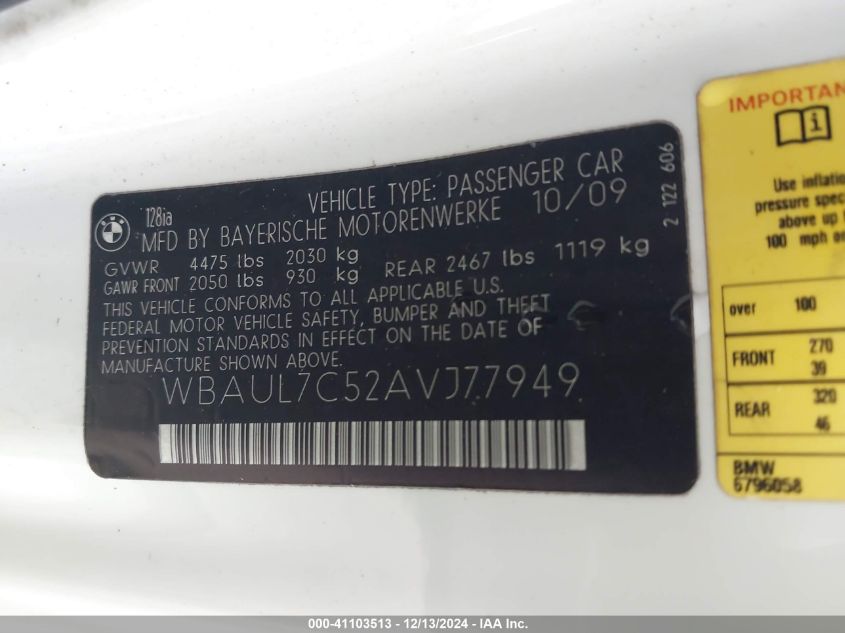 128ia
VEHICLE TYPE: PASSENGER CAR
MFD BY BAYERISCHE MOTORENWERKE 10/09
GVWR 4475 lbs 2030 kg
GAWR FRONT 2050 lbs 930 kg REAR 2467 lbs 1119 kg
THIS VEHICLE CONFORMS TO ALL APPLICABLE U.S.
FEDERAL MOTOR VEHICLE SAFETY, BUMPER AND THEFT
PREVENTION STANDARDS IN EFFECT ON THE DATE OF
MANUFACTURE SHOWN ABOVE.
WBAUL7C52AVJ77949
2 122 606
IMPORTAN
i
Use inflation
pressure spec
above up
100 mph or
over 100
FRONT 270
39
REAR 320
46
BMW
6796058
000-41103513 - 12/13/2024 - IAAI.com